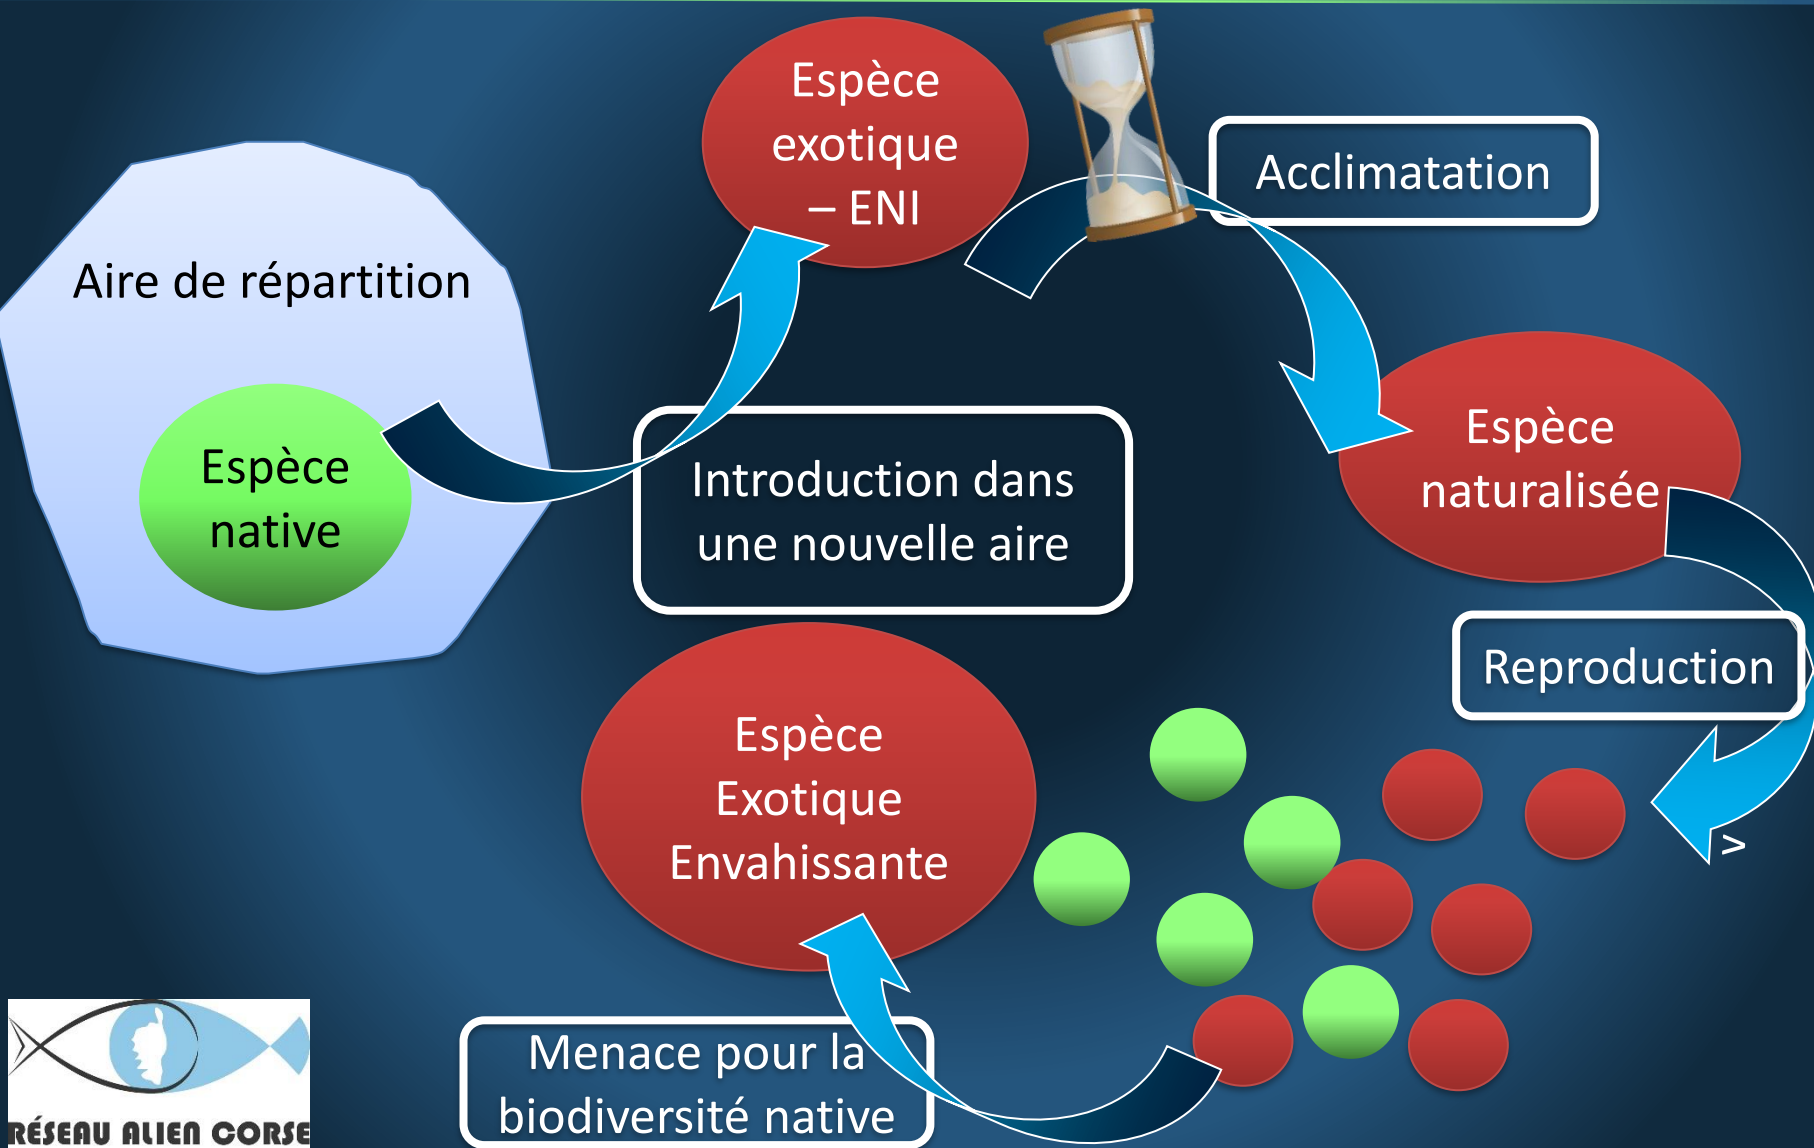 Espèce
exotique
– ENI
Acclimatation
Aire de répartition
Espèce
native
Introduction dans
une nouvelle aire
Espèce
naturalisée
Reproduction
>
Espèce
Exotique
Envahissante
Menace pour la
biodiversité native
RÉSEAU ALIEN CORSE